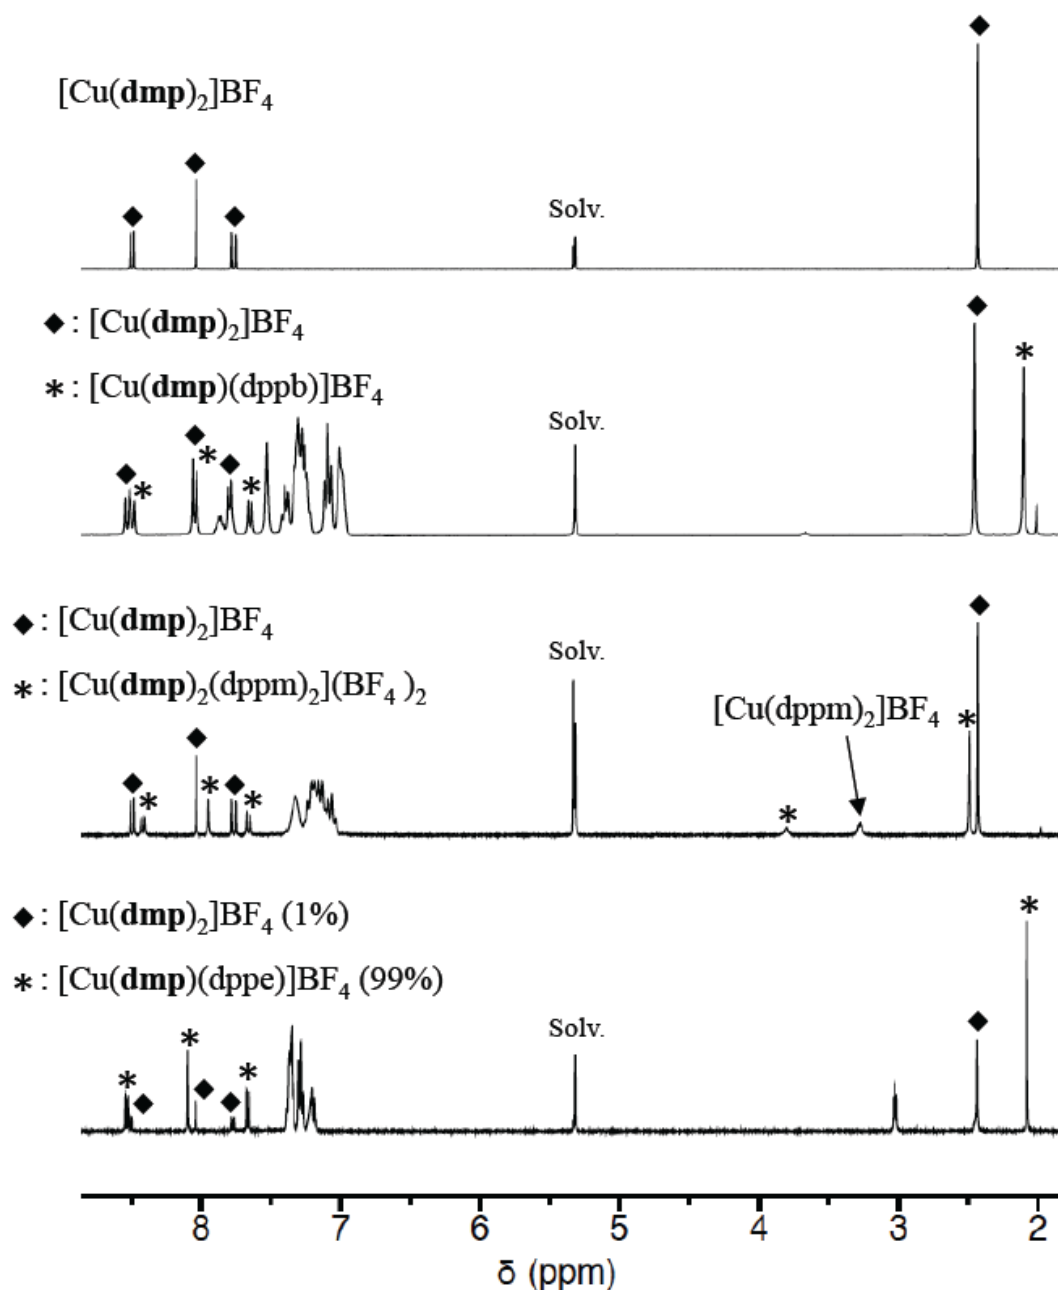 [Cu(dmp)₂]BF₄
Solv.
◆ : [Cu(dmp)₂]BF₄
* : [Cu(dmp)(dppb)]BF₄
Solv.
◆ : [Cu(dmp)₂]BF₄
* : [Cu(dmp)₂(dppm)₂](BF₄ )₂
Solv.
[Cu(dppm)₂]BF₄
◆ : [Cu(dmp)₂]BF₄ (1%)
* : [Cu(dmp)(dppe)]BF₄ (99%)
Solv.
8 7 6 5 4 3 2
δ (ppm)